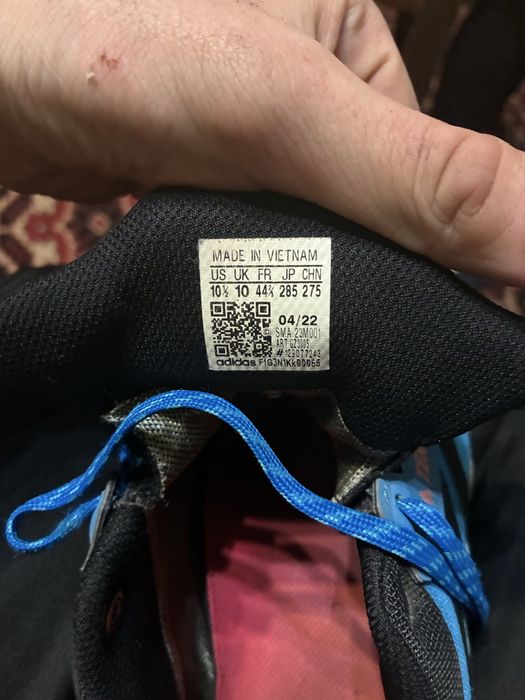 MADE IN VIETNAM
US UK FR JP CHN
10½ 10 44⅔ 285 275
04/22
SMA 23M001
#129077243
adidas